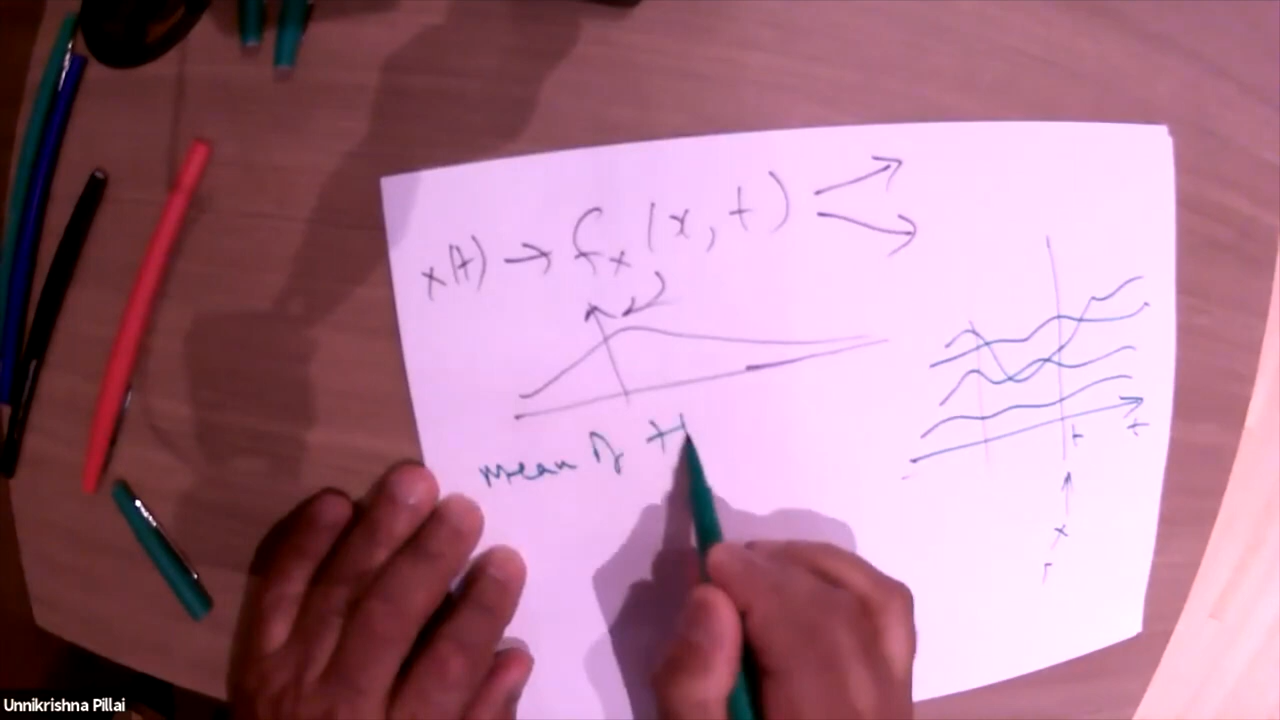 x(t) → fₓ(x, t)
mean of
t
t
x
Unnikrishna Pillai